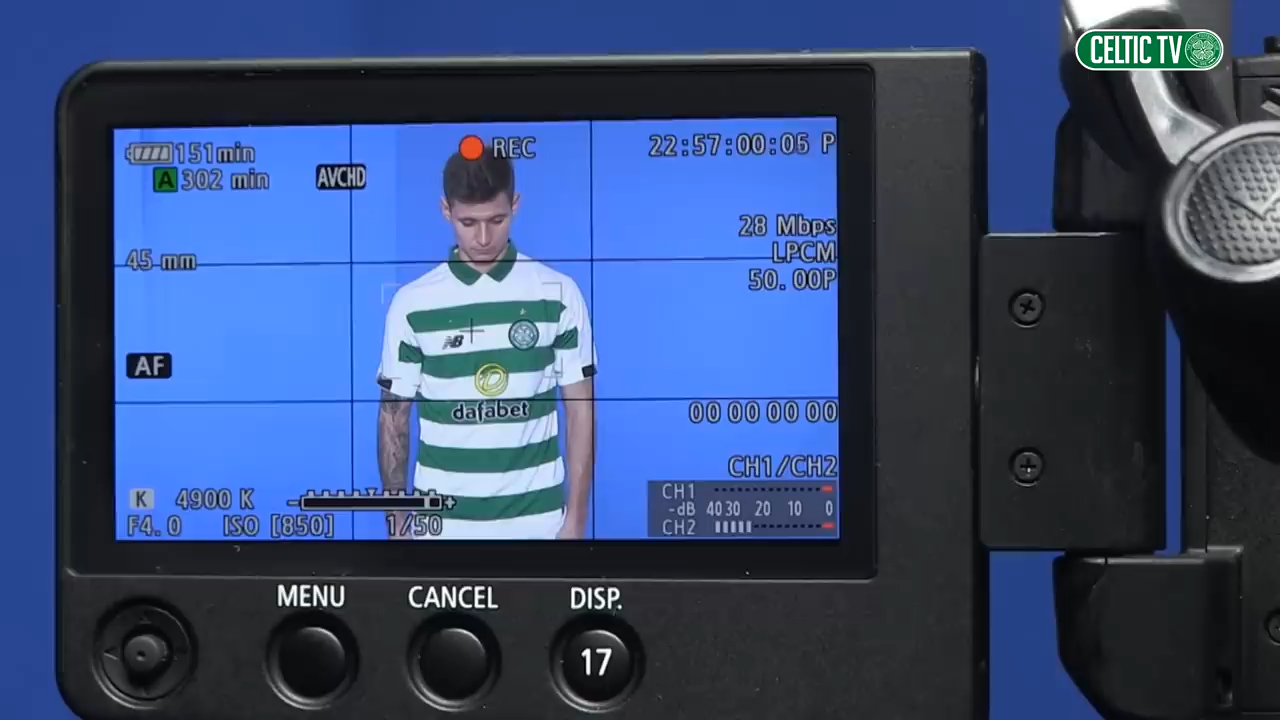 CELTIC TV
151min
REC
22:57:00:05 P
A 302 min
AVCHD
28 Mbps
LPCM
45 mm
50.00P
NB
AF
dafabet
00 00 00 00
CH1/CH2
K 4900 K
CH1
-dB 40 30 20 10 0
CH2
F4.0 ISO [850] 1/50
MENU CANCEL DISP.
17